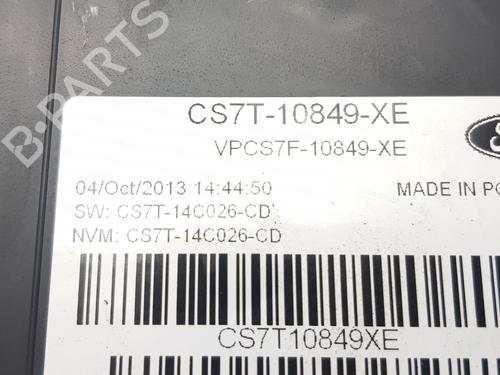 CS7T-10849-XE
VPCS7F-10849-XE
04/Oct/2013 14:44:50
MADE IN
SW: CS7T-14C026-CD
NVM: CS7T-14C026-CD
CS7T10849XE
B-PARTS